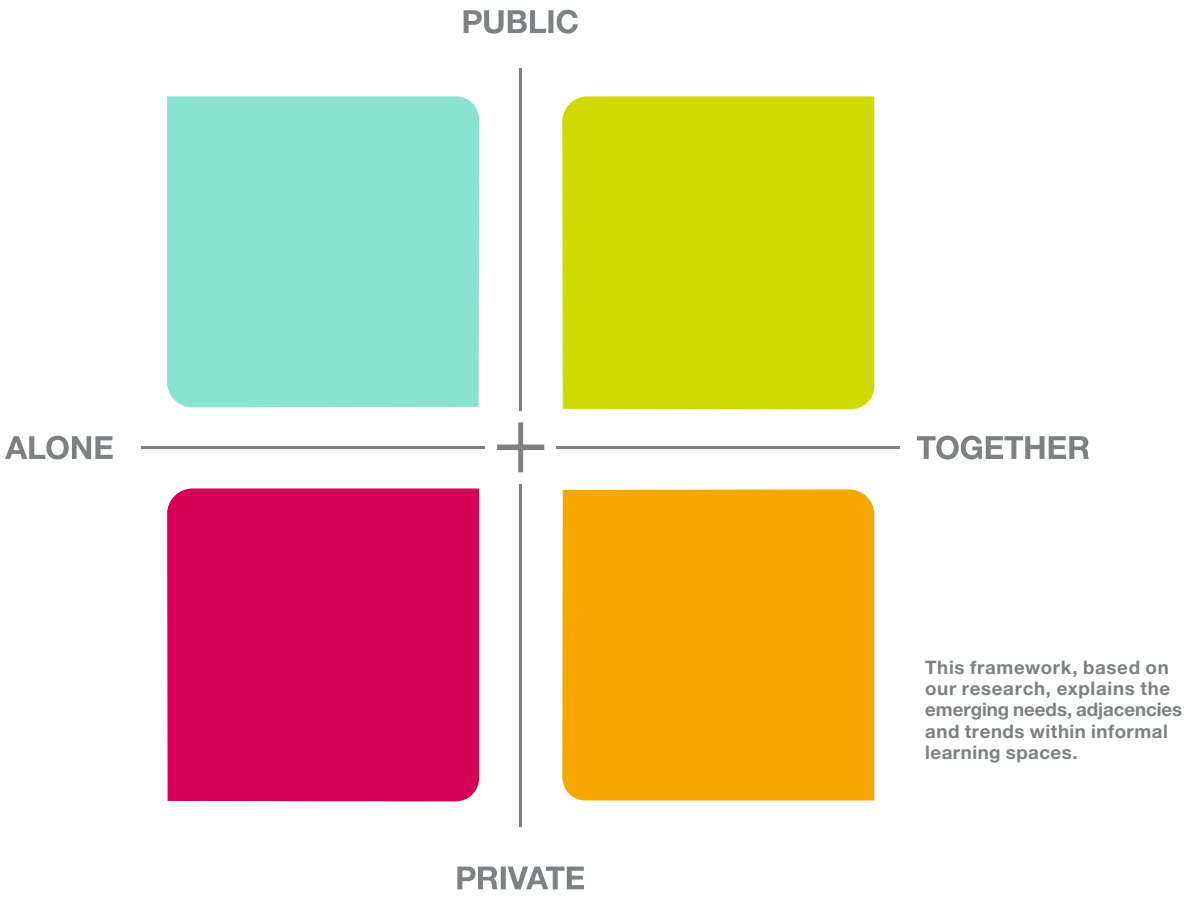 PUBLIC
ALONE
TOGETHER
This framework, based on
our research, explains the
emerging needs, adjacencies
and trends within informal
learning spaces.
PRIVATE